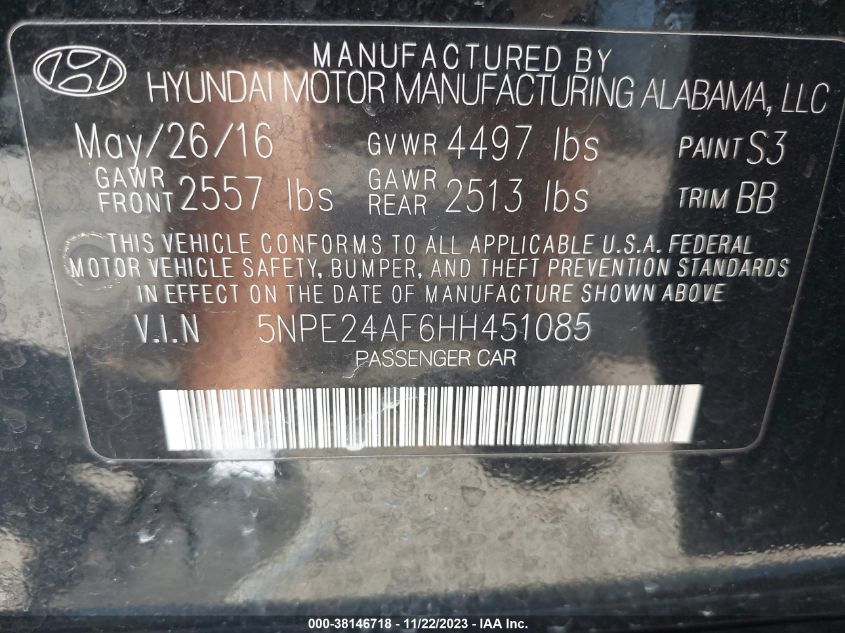 MANUFACTURED BY
HYUNDAI MOTOR MANUFACTURING ALABAMA, LLC
May/26/16 GVWR 4497 lbs PAINT S3
GAWR FRONT 2557 lbs GAWR REAR 2513 lbs TRIM BB
THIS VEHICLE CONFORMS TO ALL APPLICABLE U.S.A. FEDERAL
MOTOR VEHICLE SAFETY, BUMPER, AND THEFT PREVENTION STANDARDS
IN EFFECT ON THE DATE OF MANUFACTURE SHOWN ABOVE
V.I.N 5NPE24AF6HH451085
PASSENGER CAR
000-38146718 - 11/22/2023 - IAA Inc.